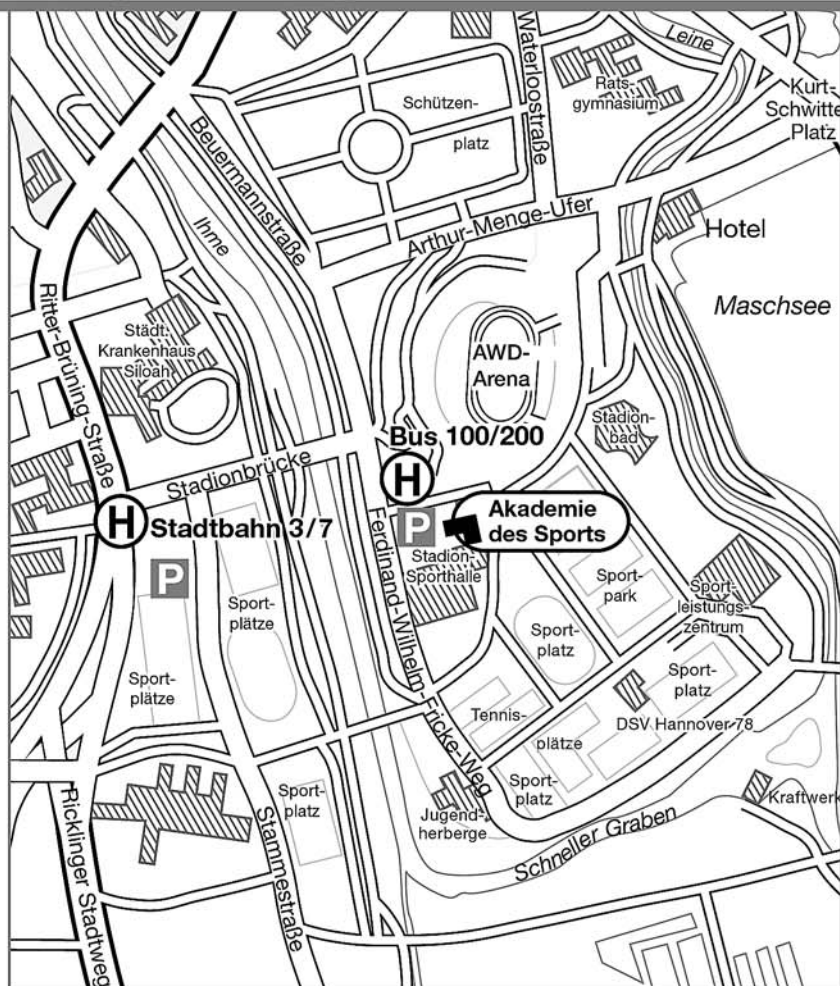 Waterloostraße
Leine
Rats-
gymnasium
Kurt-
Schwitte
Platz
Schützen-
platz
Beuermannstraße
Ihme
Arthur-Menge-Ufer
Hotel
Maschsee
Ritter-Brüning-Straße
Städt.
Krankenhaus
Siloah
AWD-
Arena
Stadion-
bad
Bus 100/200
H
Stadionbrücke
H
Stadtbahn 3/7
P
Akademie
des Sports
P
Ferdinand-Wilhelm-Fricke-Weg
Stadion-
Sporthalle
Sport-
park
Sport-
leistungs-
zentrum
Sport-
plätze
Sport-
platz
Sport-
plätze
Sport-
platz
Tennis-
plätze
DSV Hannover 78
Sport-
platz
Sport-
platz
Jugend-
herberge
Kraftwerk
Schneller Graben
Ricklinger Stadtweg
Stammestraße